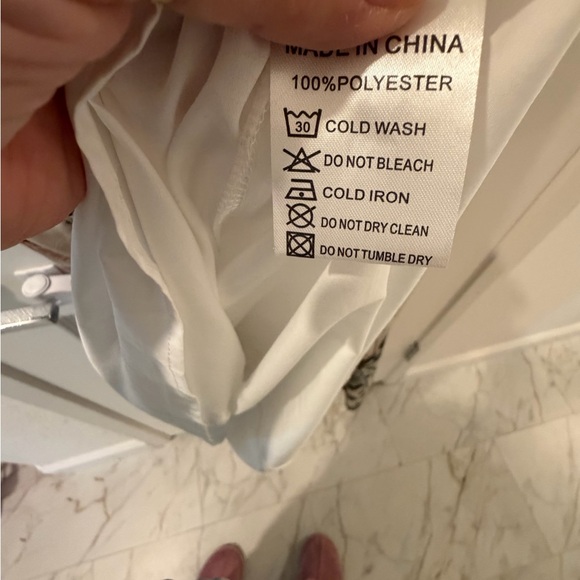 MADE IN CHINA
100%POLYESTER
30 COLD WASH
DO NOT BLEACH
COLD IRON
DO NOT DRY CLEAN
DO NOT TUMBLE DRY